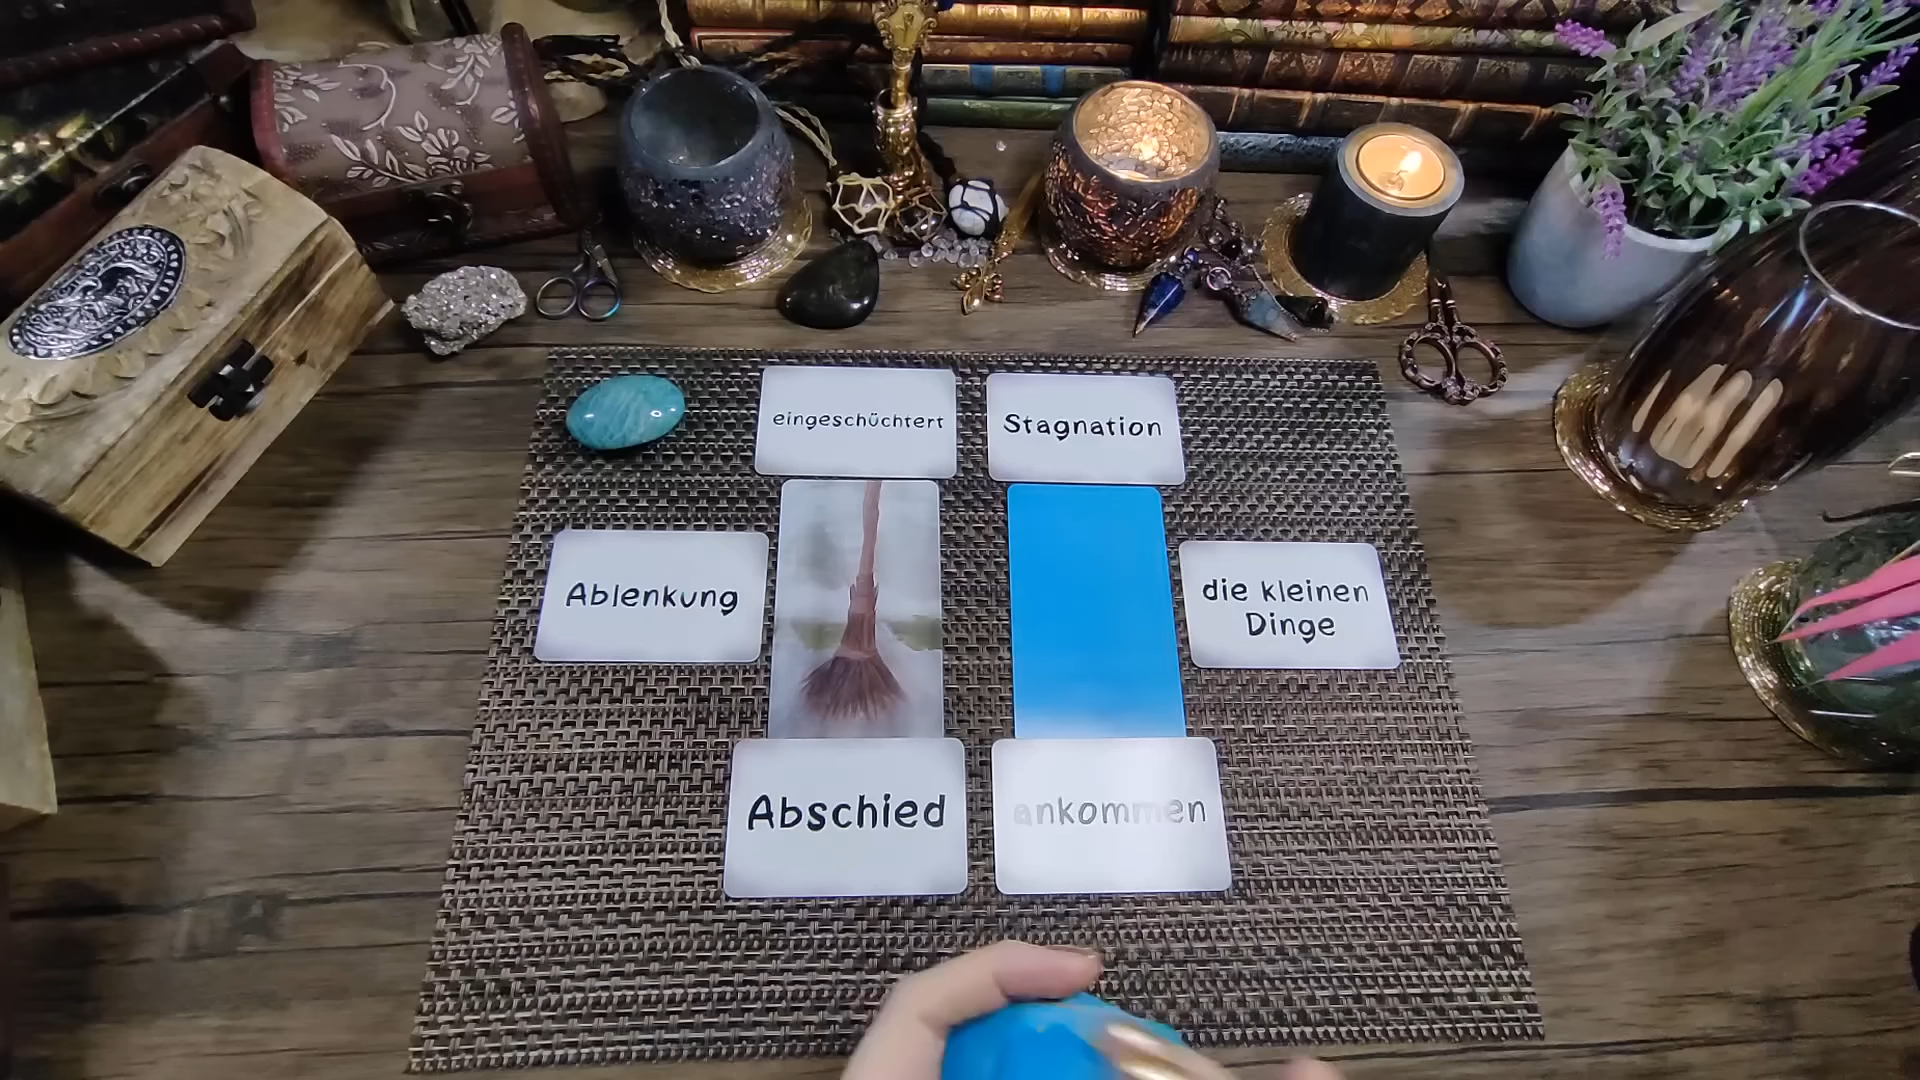 eingeschüchtert
Stagnation
Ablenkung
die kleinen
Dinge
Abschied
ankommen